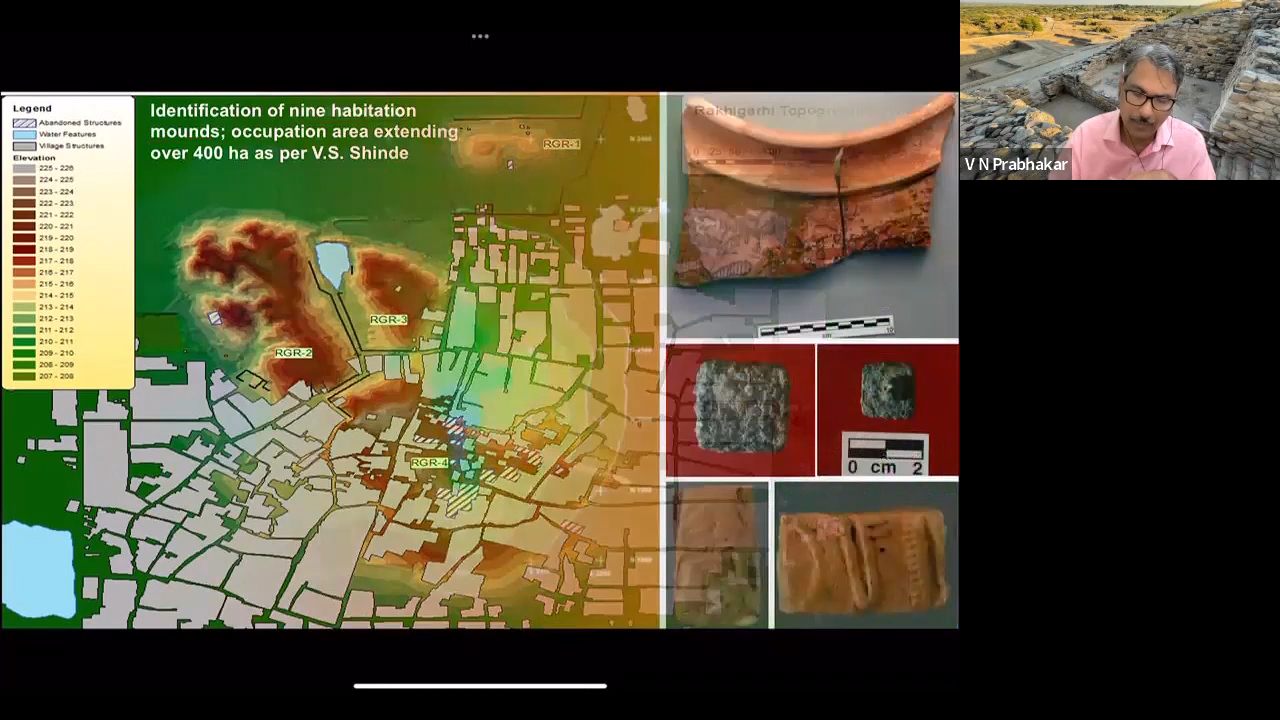 Identification of nine habitation
mounds; occupation area extending
over 400 ha as per V.S. Shinde
Legend
Abandoned Structures
Water Features
Village Structures
Elevation
225 - 226
224 - 225
223 - 224
222 - 223
221 - 222
220 - 221
219 - 220
218 - 219
217 - 218
216 - 217
215 - 216
214 - 215
213 - 214
212 - 213
211 - 212
210 - 211
209 - 210
208 - 209
207 - 208
RGR-1
RGR-3
RGR-2
RGR-4
Rakhigarhi
cm
10
0 cm 2
V N Prabhakar